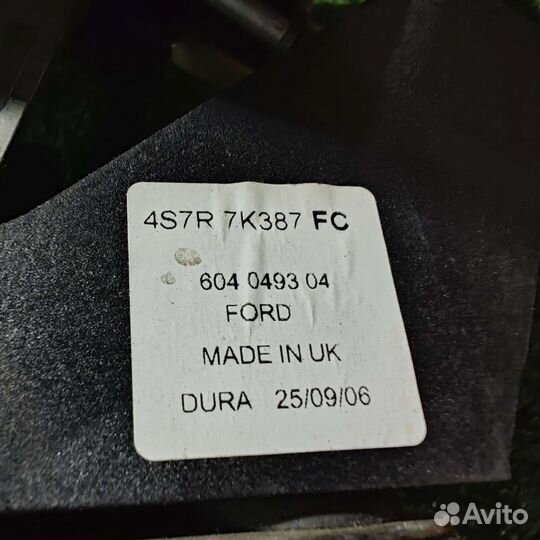 4S7R 7K387 FC
604 0493 04
FORD
MADE IN UK
DURA 25/09/06
Avito